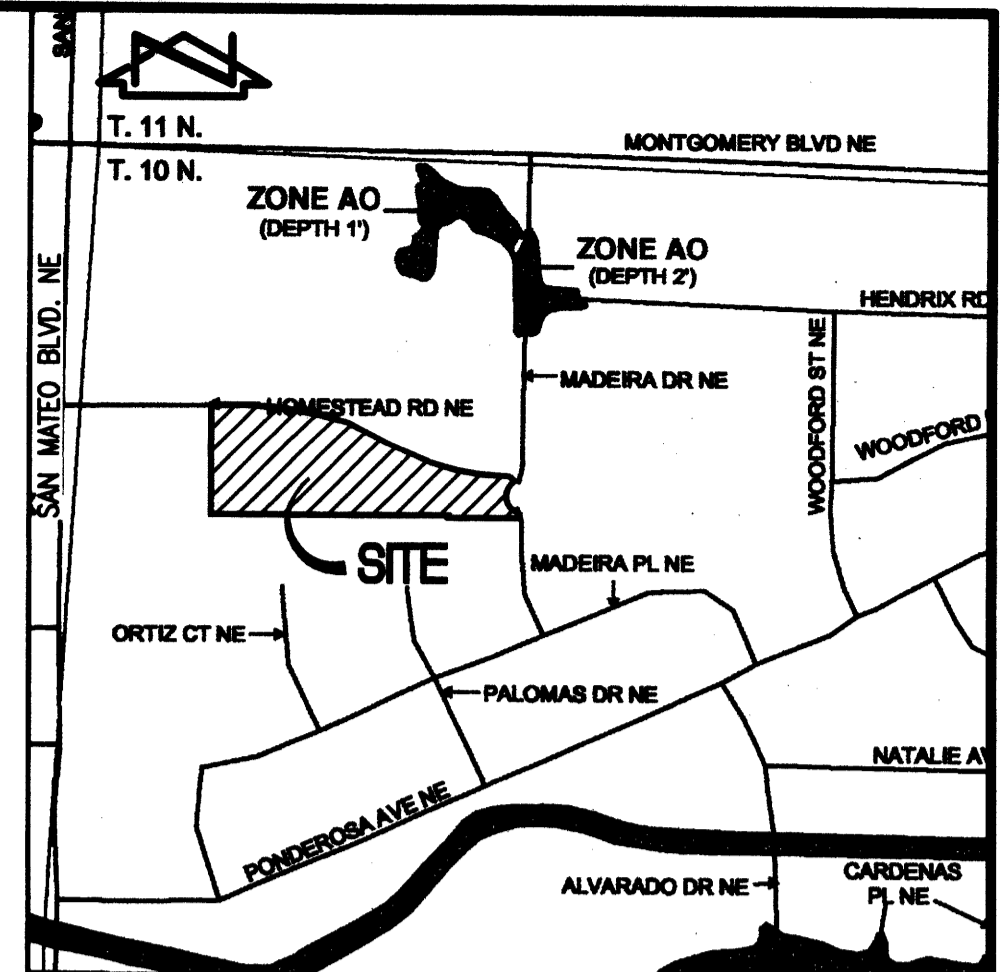 SAN
T. 11 N.
T. 10 N.
MONTGOMERY BLVD NE
ZONE AO
(DEPTH 1')
ZONE AO
(DEPTH 2')
HENDRIX RD
SAN MATEO BLVD. NE
WOODFORD ST NE
MADEIRA DR NE
HOMESTEAD RD NE
WOODFORD
SITE
MADEIRA PL NE
ORTIZ CT NE
PALOMAS DR NE
NATALIE AV
PONDEROSA AVE NE
ALVARADO DR NE
CARDENAS
PL NE